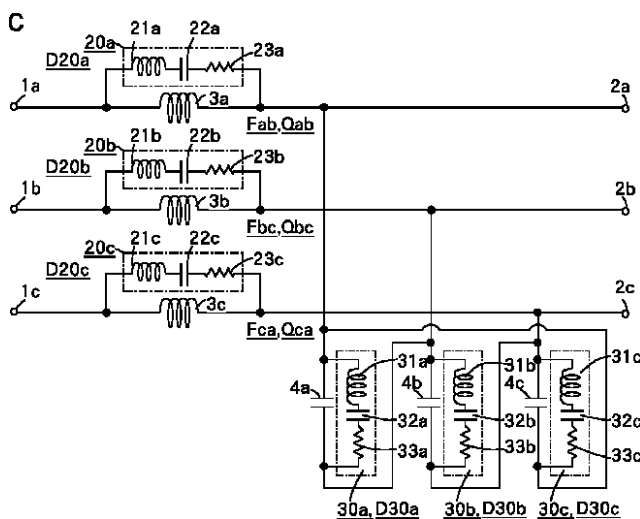 C
21a 22a
20a 23a
D20a
1a 3a 2a
Fab,Qab
21b 22b
20b 23b
D20b
1b 3b 2b
Fbc,Qbc
20c 21c 22c
23c
D20c
1c 3c 2c
Fca,Qca
31a 31b 31c
4a 4b 4c
32a 32b 32c
33a 33b 33c
30a, D30a 30b, D30b 30c, D30c